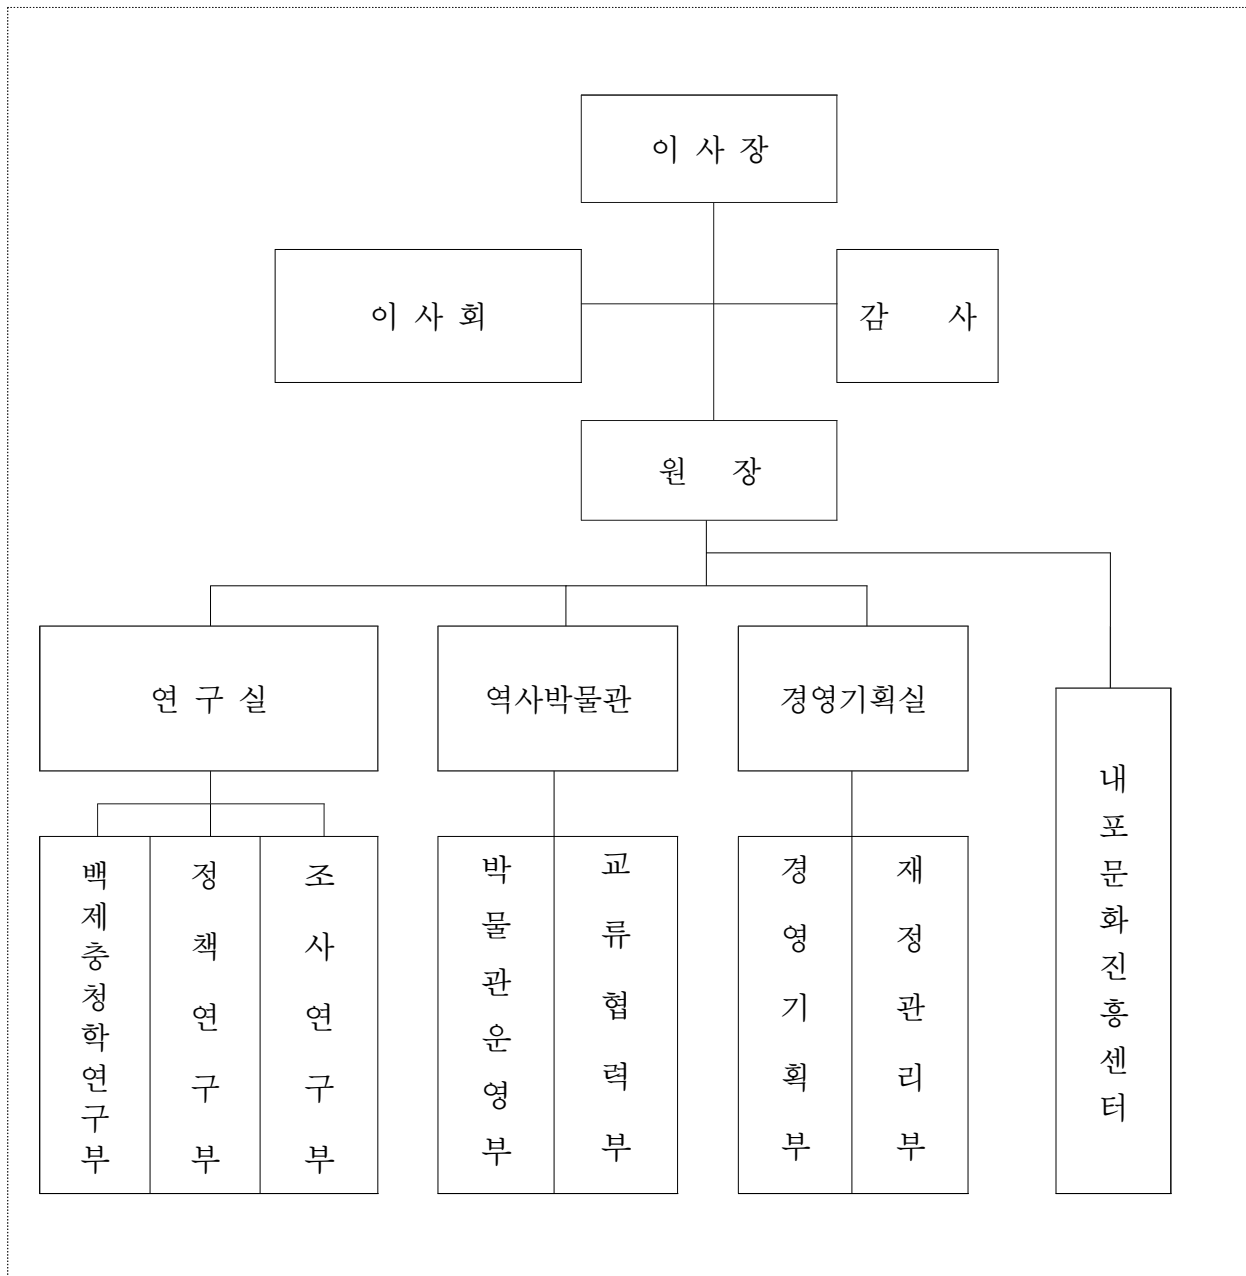 이 사 장
이 사 회
감 사
원 장
연 구 실
역사박물관
경영기획실
내포문화진흥센터
백제충청학연구부
정책연구부
조사연구부
박물관운영부
교류협력부
경영기획부
재정관리부